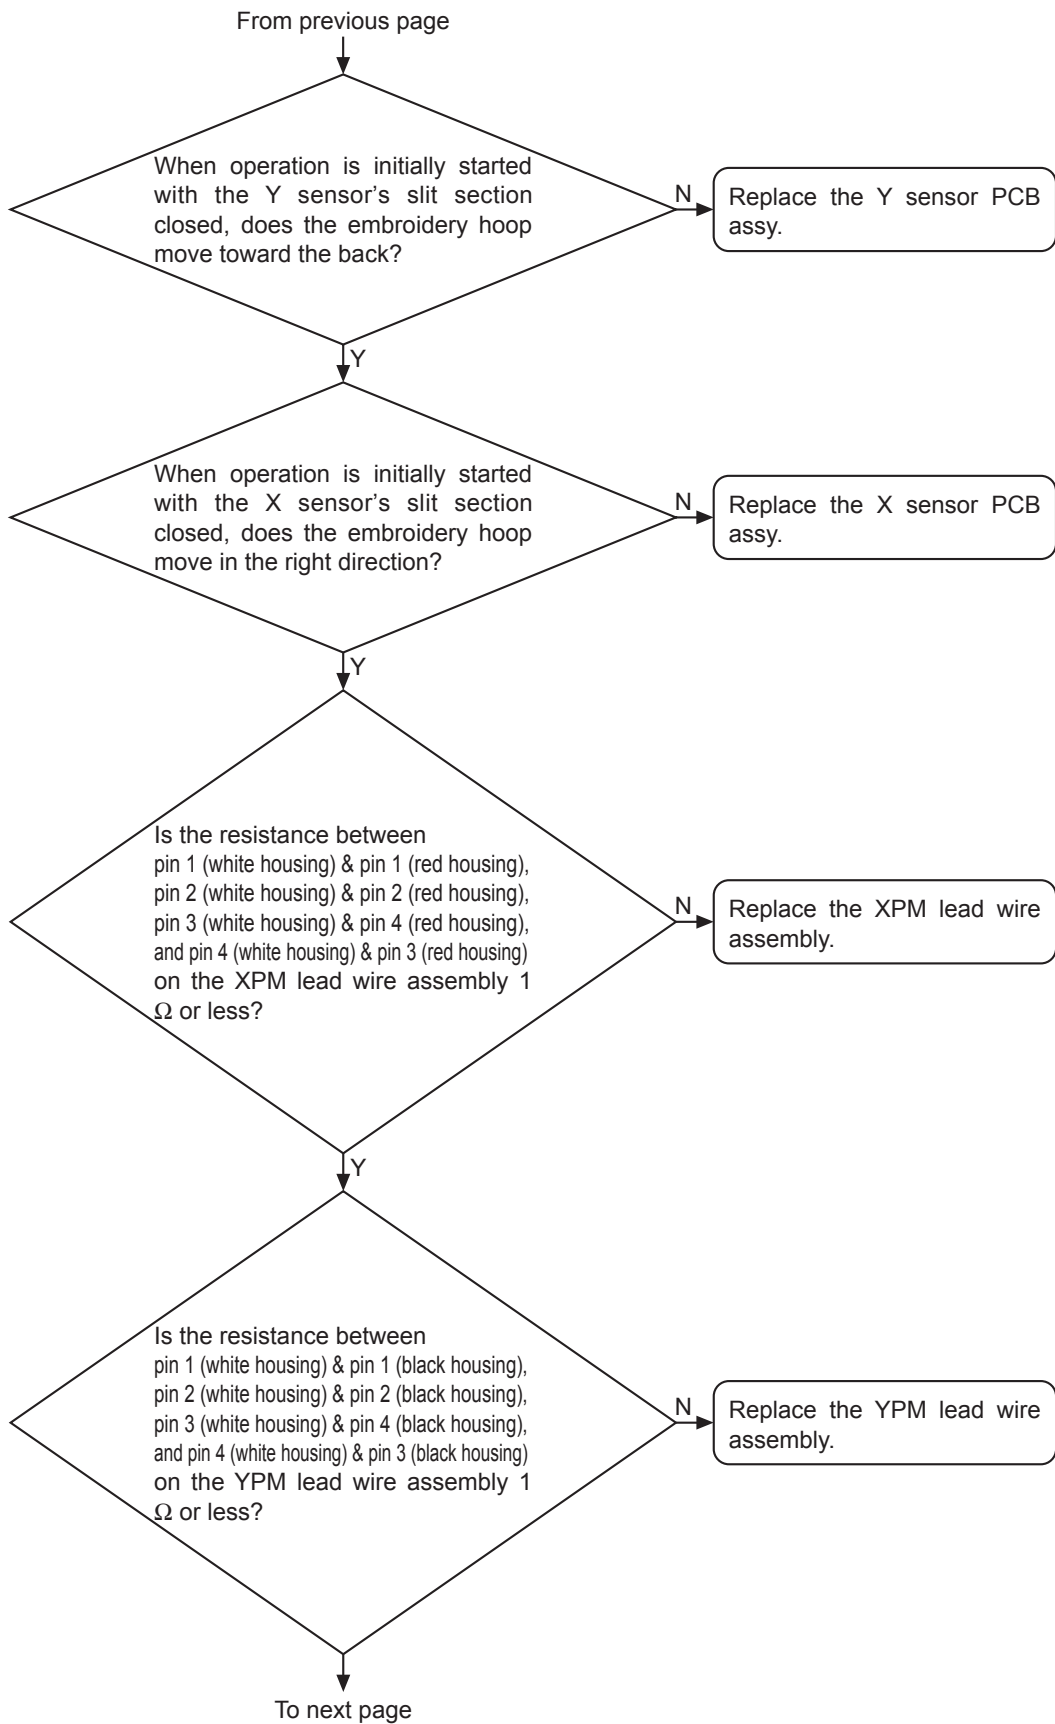 From previous page
When operation is initially started
with the Y sensor's slit section
closed, does the embroidery hoop
move toward the back?
N
Replace the Y sensor PCB
assy.
Y
When operation is initially started
with the X sensor's slit section
closed, does the embroidery hoop
move in the right direction?
N
Replace the X sensor PCB
assy.
Y
Is the resistance between
pin 1 (white housing) & pin 1 (red housing),
pin 2 (white housing) & pin 2 (red housing),
pin 3 (white housing) & pin 4 (red housing),
and pin 4 (white housing) & pin 3 (red housing)
on the XPM lead wire assembly 1
Ω or less?
N
Replace the XPM lead wire
assembly.
Y
Is the resistance between
pin 1 (white housing) & pin 1 (black housing),
pin 2 (white housing) & pin 2 (black housing),
pin 3 (white housing) & pin 4 (black housing),
and pin 4 (white housing) & pin 3 (black housing)
on the YPM lead wire assembly 1
Ω or less?
N
Replace the YPM lead wire
assembly.
To next page